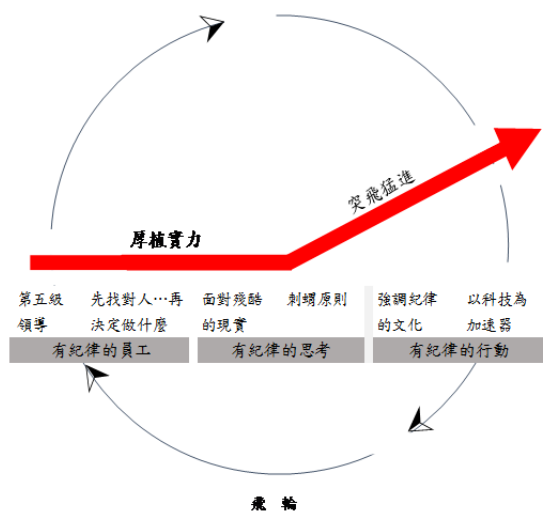 突飛猛進
厚植實力
第五級
領導
先找對人…再
決定做什麼
面對殘酷
的現實
刺蝟原則
強調紀律
的文化
以科技為
加速器
有紀律的員工
有紀律的思考
有紀律的行動
飛 輪